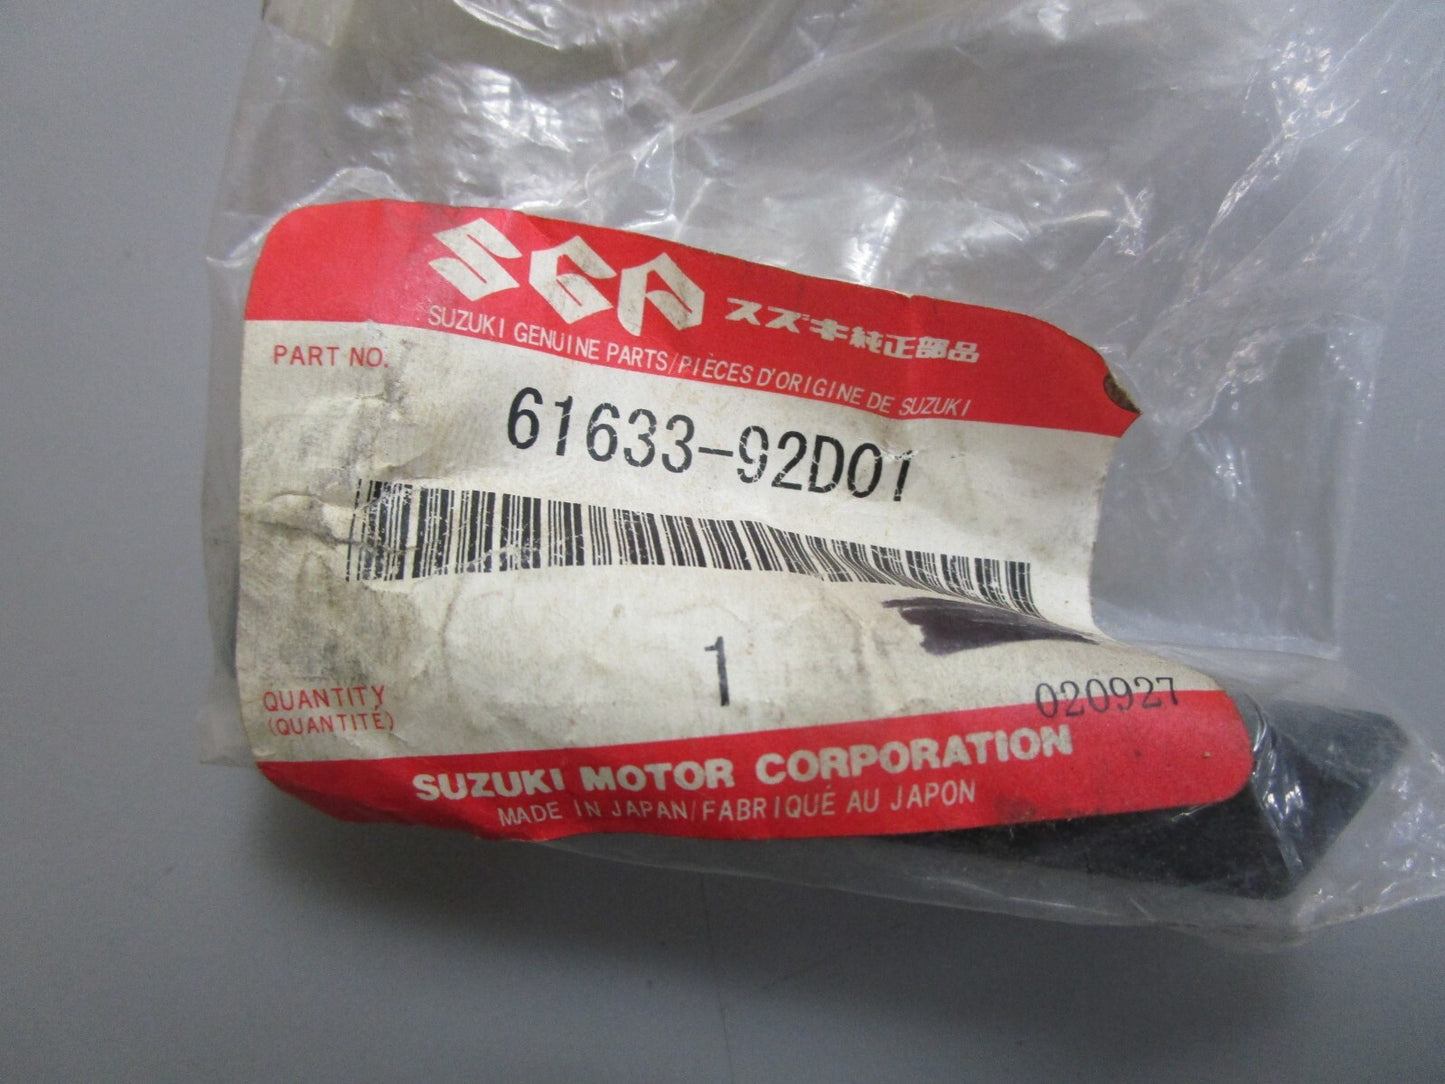 SGP スズキ純正部品
SUZUKI GENUINE PARTS/PIÈCES D'ORIGINE DE SUZUKI
PART NO.
61633-92D01
1
QUANTITY
(QUANTITÉ)
020927
SUZUKI MOTOR CORPORATION
MADE IN JAPAN/FABRIQUÉ AU JAPON